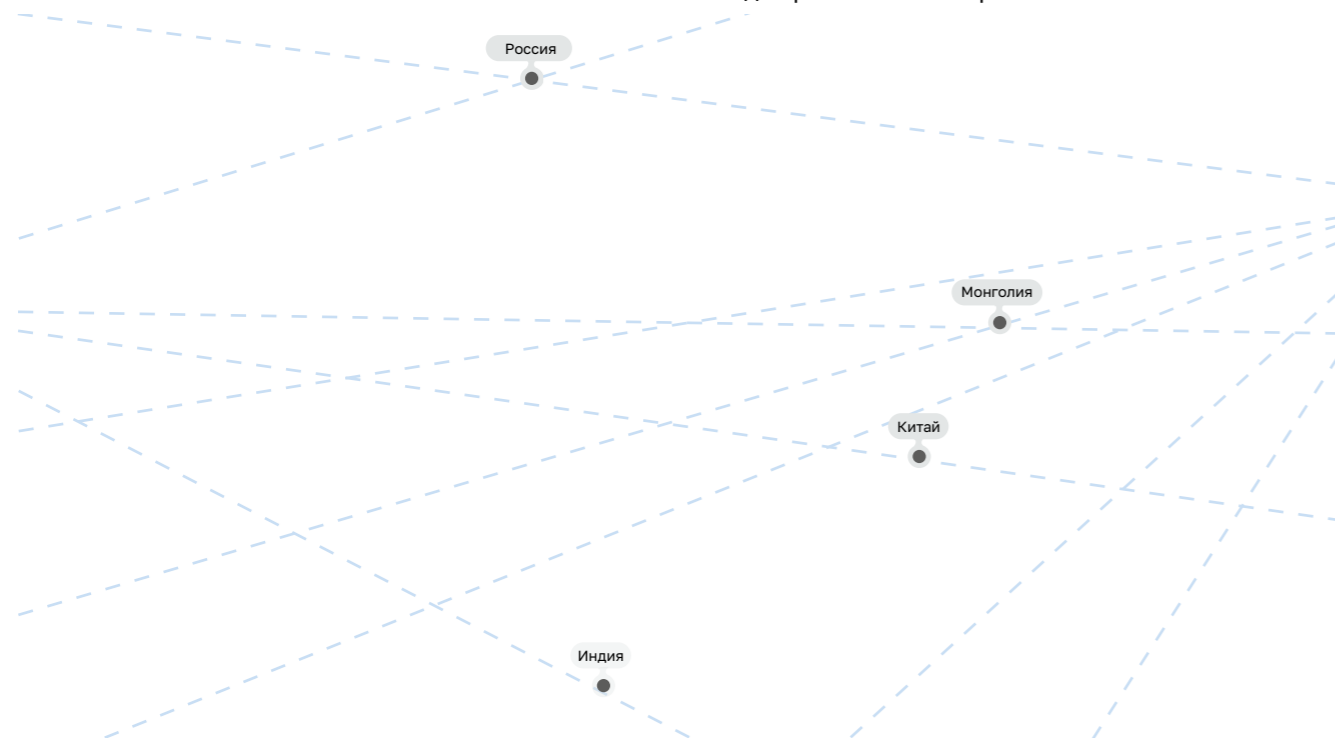 Россия
Монголия
Китай
Индия